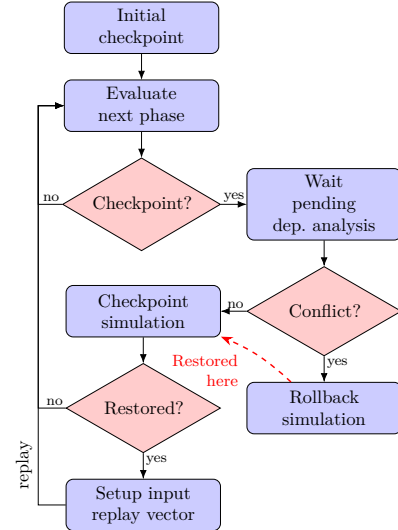 Initial
checkpoint
Evaluate
next phase
Checkpoint?
no
yes
Wait
pending
dep. analysis
Conflict?
no
yes
Checkpoint
simulation
Restored
here
Rollback
simulation
Restored?
no
yes
replay
Setup input
replay vector